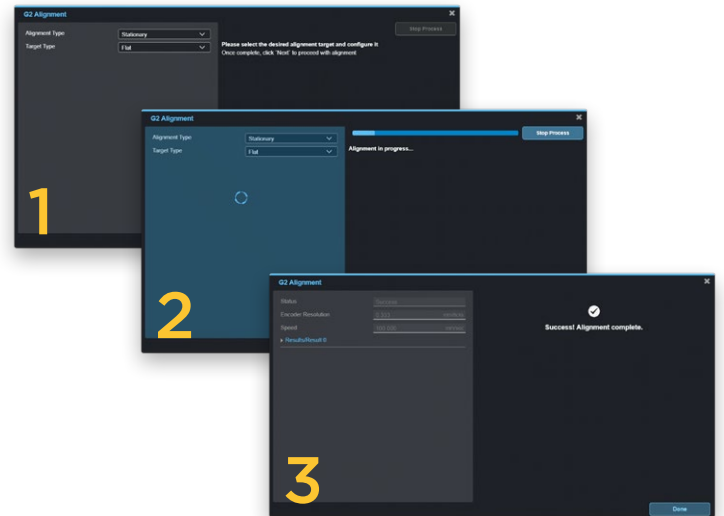 G2 Alignment
Alignment Type
Stationary
Stop Process
Target Type
Flat
Please select the desired alignment target and configure it
Once complete, click 'Next' to proceed with alignment
1
G2 Alignment
Alignment Type
Stationary
Stop Process
Target Type
Flat
Alignment in progress...
2
G2 Alignment
Status
Success
Encoder Resolution
Speed
Results/Result 0
Success! Alignment complete.
3
Done